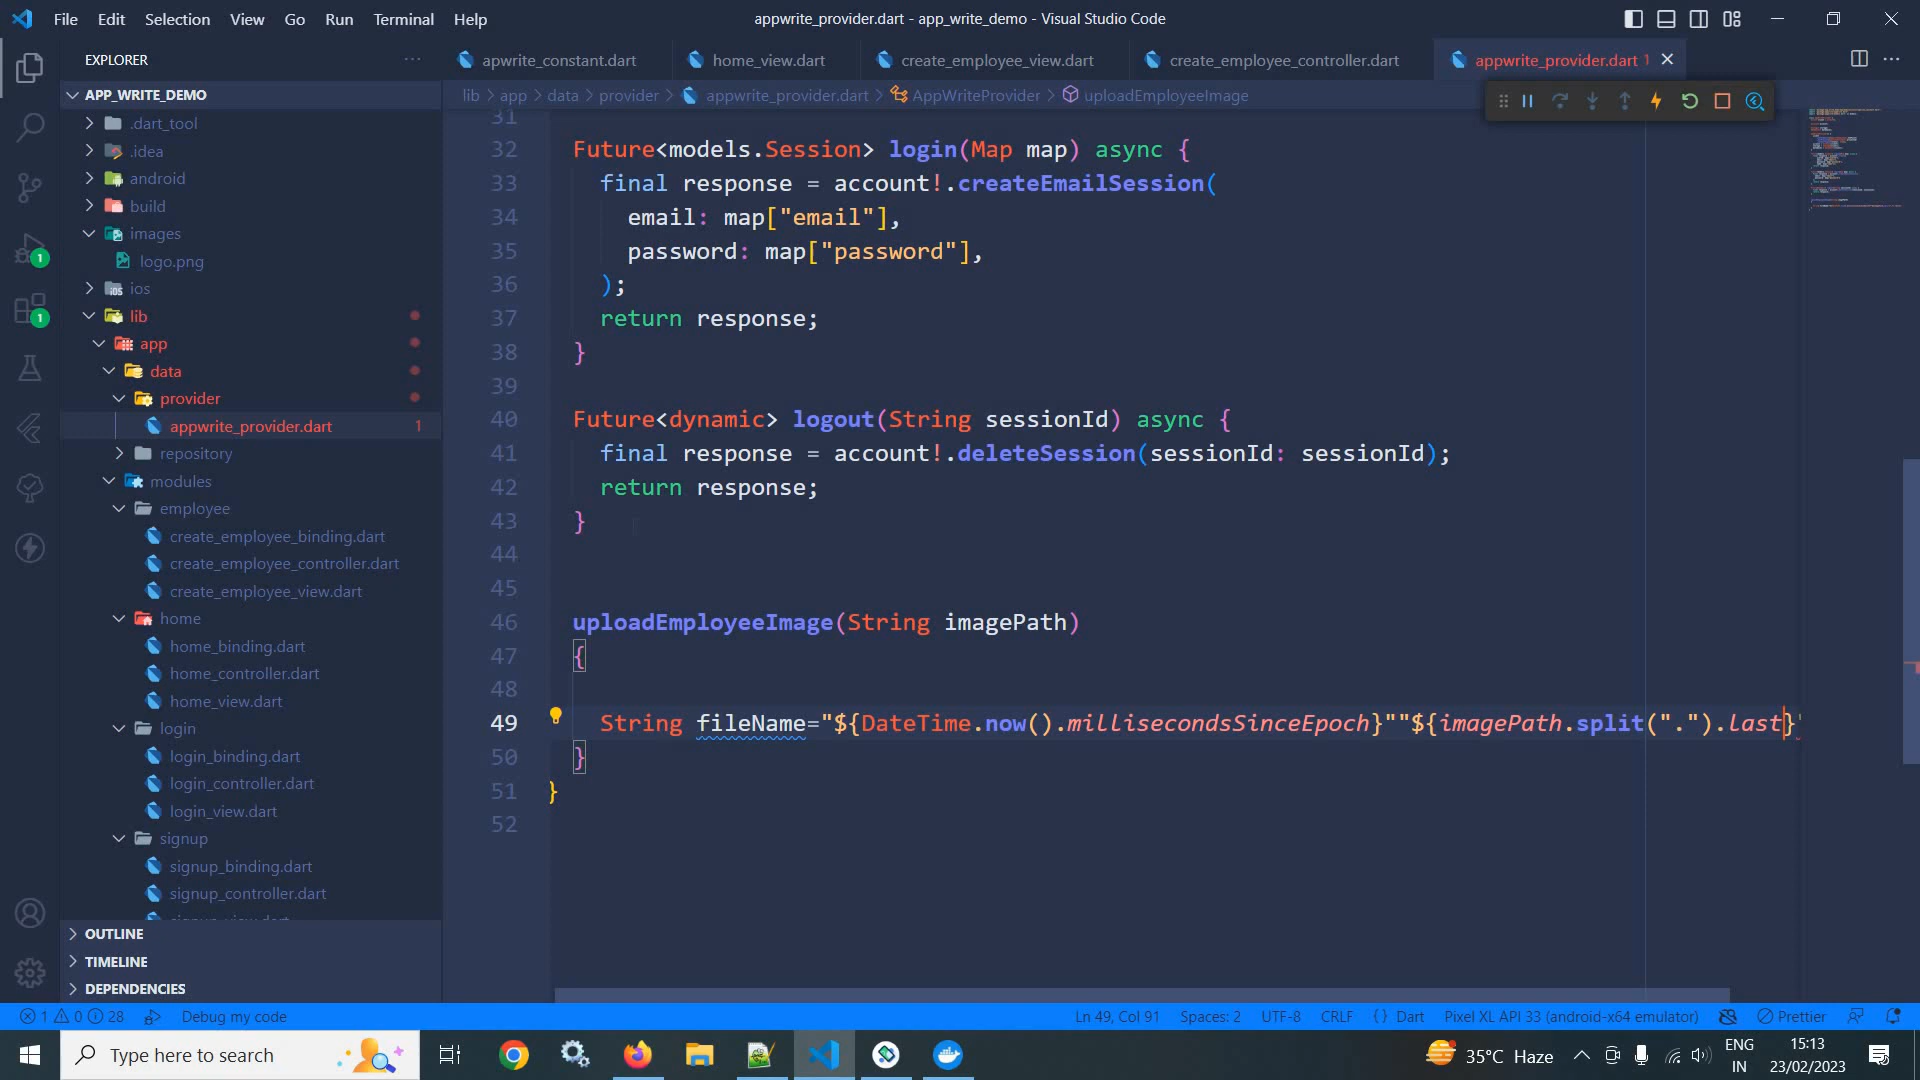 File Edit Selection View Go Run Terminal Help
appwrite_provider.dart - app_write_demo - Visual Studio Code
EXPLORER
apwrite_constant.dart
home_view.dart
create_employee_view.dart
create_employee_controller.dart
appwrite_provider.dart 1
APP_WRITE_DEMO
lib > app > data > provider > appwrite_provider.dart > AppWriteProvider > uploadEmployeeImage
.dart_tool
.idea
android
build
images
logo.png
ios
lib
app
data
provider
appwrite_provider.dart 1
repository
modules
employee
create_employee_binding.dart
create_employee_controller.dart
create_employee_view.dart
home
home_binding.dart
home_controller.dart
home_view.dart
login
login_binding.dart
login_controller.dart
login_view.dart
signup
signup_binding.dart
signup_controller.dart
signup_view.dart
OUTLINE
TIMELINE
DEPENDENCIES
1
1
31
32 Future<models.Session> login(Map map) async {
33 final response = account!.createEmailSession(
34 email: map["email"],
35 password: map["password"],
36 );
37 return response;
38 }
39
40 Future<dynamic> logout(String sessionId) async {
41 final response = account!.deleteSession(sessionId: sessionId);
42 return response;
43 }
44
45
46 uploadEmployeeImage(String imagePath)
47 {
48
49 String fileName="${DateTime.now().millisecondsSinceEpoch}""${imagePath.split(".").last}"
50 }
51 }
52
1 0 28 Debug my code
Ln 49, Col 91 Spaces: 2 UTF-8 CRLF {} Dart Pixel XL API 33 (android-x64 emulator) Prettier
Type here to search
35°C Haze
ENG
IN
15:13
23/02/2023